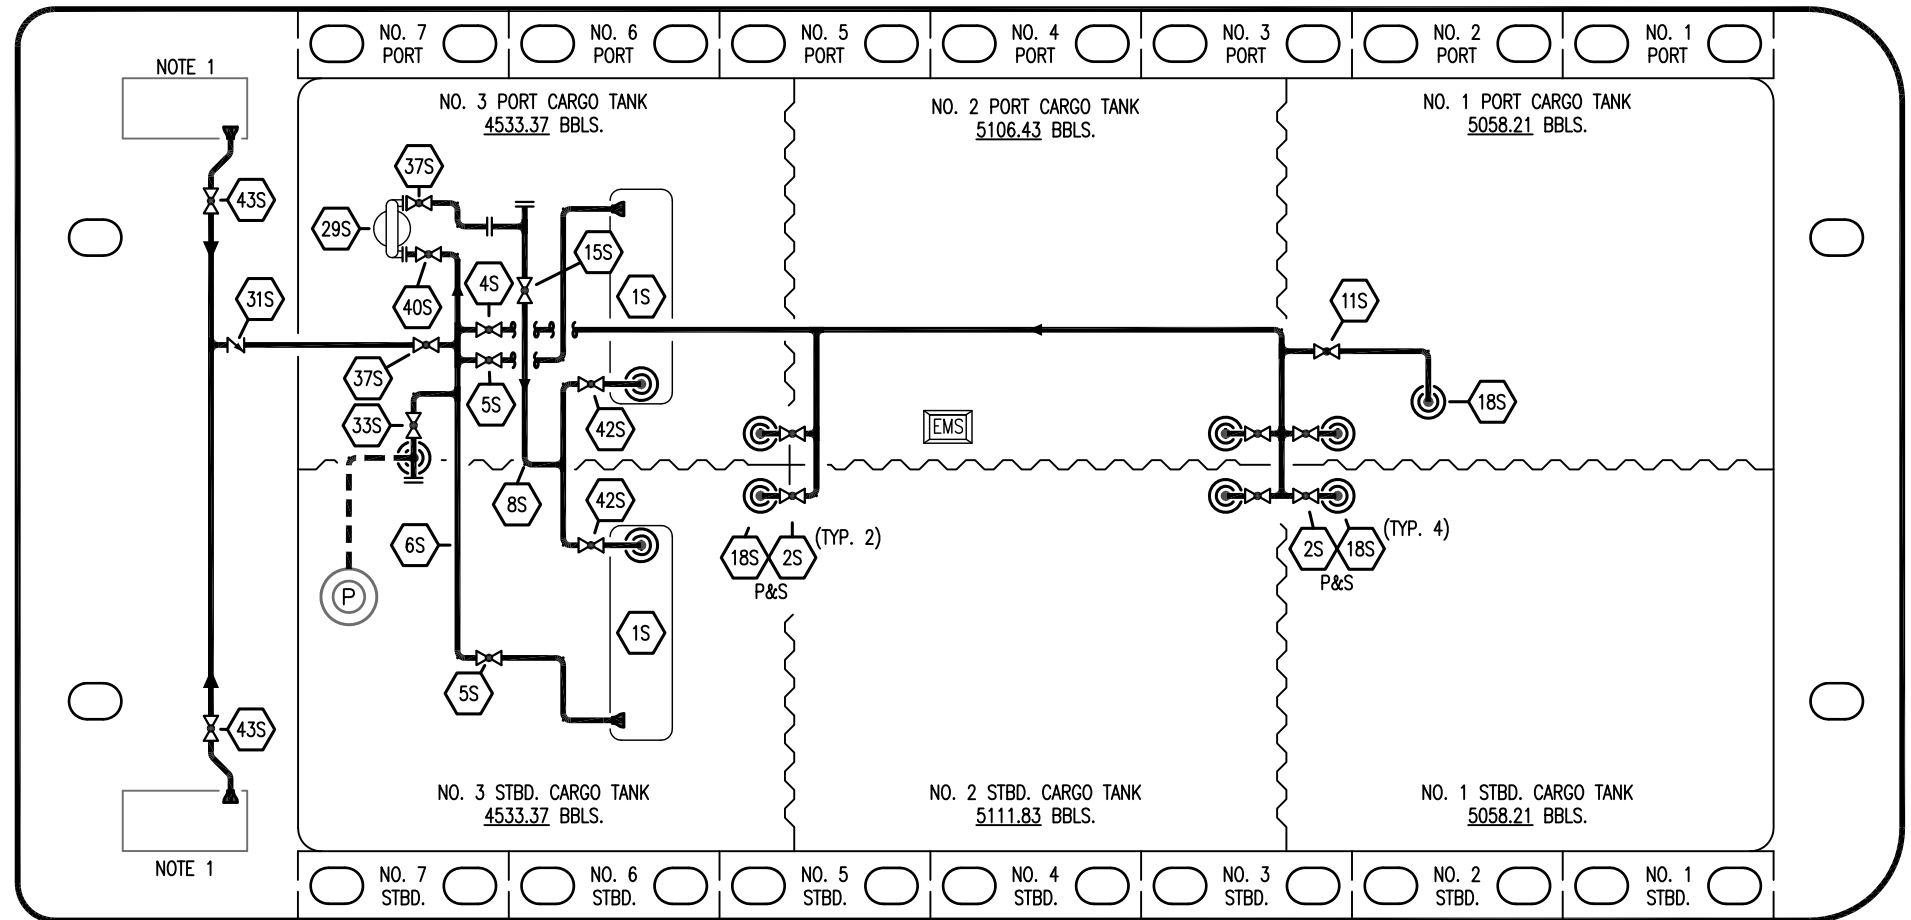 NO. 7
PORT
NO. 6
PORT
NO. 5
PORT
NO. 4
PORT
NO. 3
PORT
NO. 2
PORT
NO. 1
PORT
NOTE 1
NO. 3 PORT CARGO TANK
4533.37 BBLS.
NO. 2 PORT CARGO TANK
5106.43 BBLS.
NO. 1 PORT CARGO TANK
5058.21 BBLS.
37S
43S
29S
15S
4S
1S
40S
31S
11S
37S
5S
18S
33S
42S
EMS
8S
42S
6S
(TYP. 2)
18S
2S
P&S
(TYP. 4)
2S
18S
P&S
P
1S
5S
43S
NO. 3 STBD. CARGO TANK
4533.37 BBLS.
NO. 2 STBD. CARGO TANK
5111.83 BBLS.
NO. 1 STBD. CARGO TANK
5058.21 BBLS.
NOTE 1
NO. 7
STBD.
NO. 6
STBD.
NO. 5
STBD.
NO. 4
STBD.
NO. 3
STBD.
NO. 2
STBD.
NO. 1
STBD.